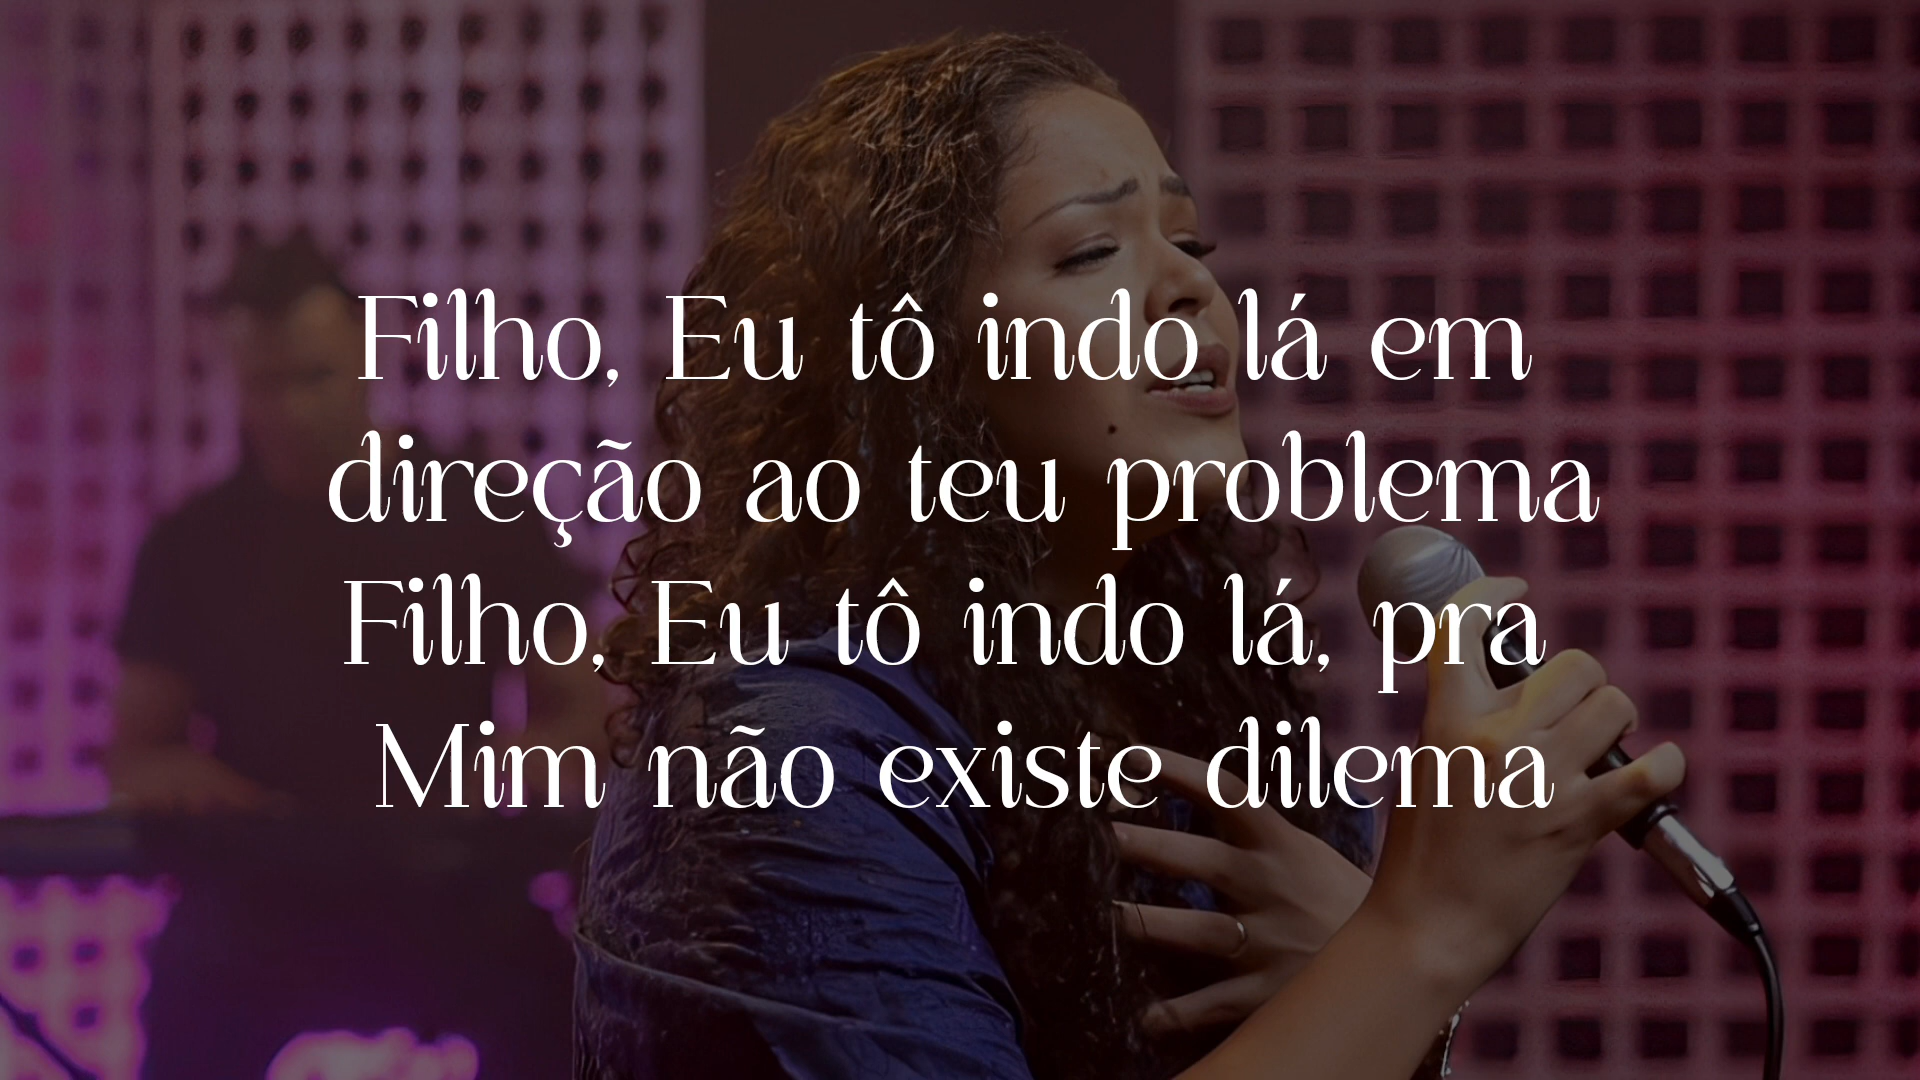 Filho, Eu tô indo lá em
direção ao teu problema
Filho, Eu tô indo lá, pra
Mim não existe dilema